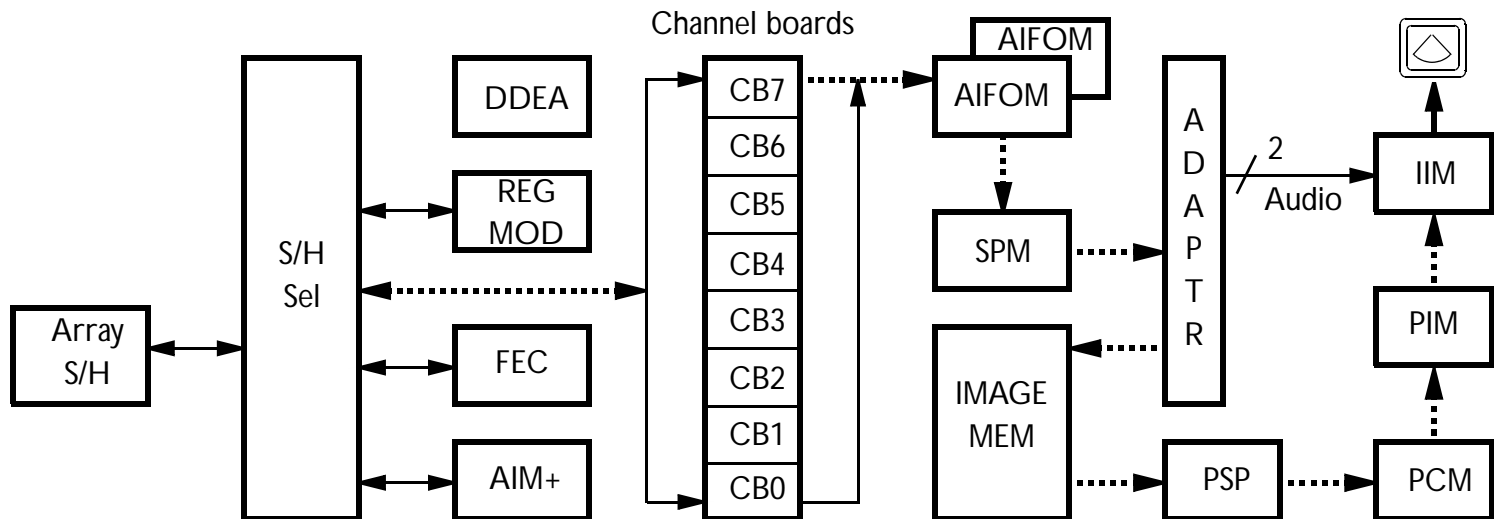 Channel boards
AIFOM
AIFOM
DDEA
CB7
CB6
CB5
CB4
CB3
CB2
CB1
CB0
REG
MOD
S/H
Sel
Array
S/H
FEC
AIM+
SPM
IMAGE
MEM
A
D
A
P
T
R
2
Audio
IIM
PIM
PSP
PCM